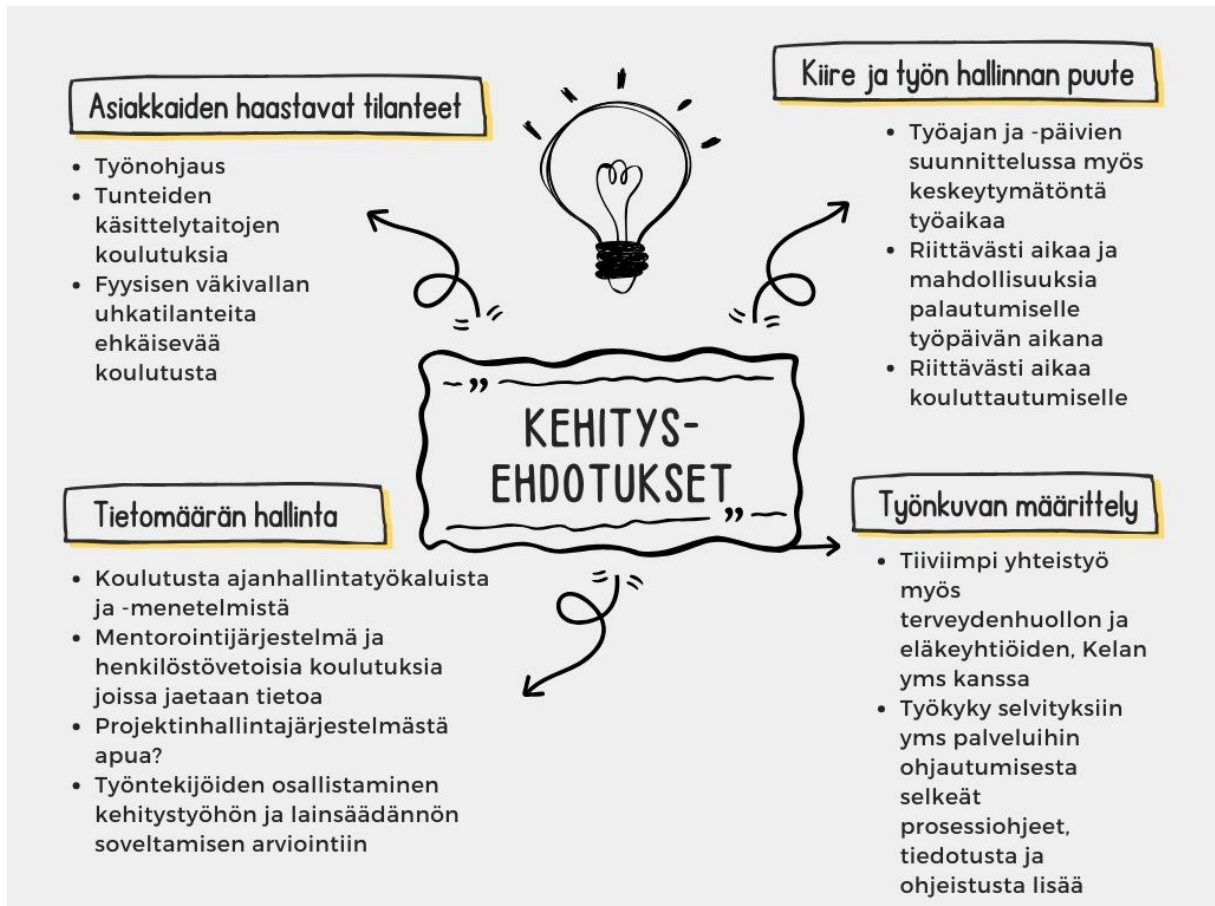 Asiakkaiden haastavat tilanteet
• Työnohjaus
• Tunteiden
käsittelytaitojen
koulutuksia
• Fyysisen väkivallan
uhkatilanteita
ehkäisevää
koulutusta
Kiire ja työn hallinnan puute
• Työajan ja -päivien
suunnittelussa myös
keskeytymätöntä
työaikaa
• Riittävästi aikaa ja
mahdollisuuksia
palautumiselle
työpäivän aikana
• Riittävästi aikaa
kouluttautumiselle
KEHITYS-
EHDOTUKSET
Tietomäärän hallinta
• Koulutusta ajanhallintatyökaluista
ja -menetelmistä
• Mentorointijärjestelmä ja
henkilöstövetoisia koulutuksia
joissa jaetaan tietoa
• Projektinhallintajärjestelmästä
apua?
• Työntekijöiden osallistaminen
kehitystyöhön ja lainsäädännön
soveltamisen arviointiin
Työnkuvan määrittely
• Tiiviimpi yhteistyö
myös
terveydenhuollon ja
eläkeyhtiöiden, Kelan
yms kanssa
• Työkyky selvityksiin
yms palveluihin
ohjautumisesta
selkeät
prosessiohjeet,
tiedotusta ja
ohjeistusta lisää